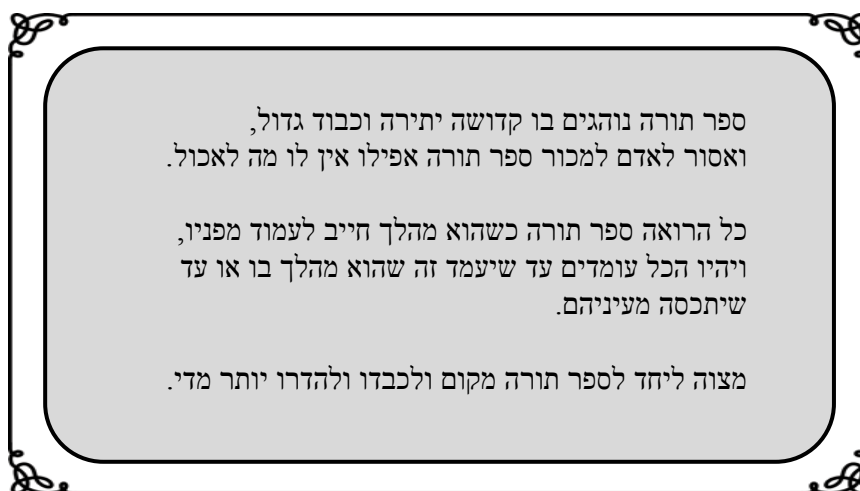 ספר תורה נוהגים בו קדושה יתירה וכבוד גדול,
ואסור לאדם למכור ספר תורה אפילו אין לו מה לאכול.
כל הרואה ספר תורה כשהוא מהלך חייב לעמוד מפניו,
ויהיו הכל עומדים עד שיעמד זה שהוא מהלך בו או עד
שיתכסה מעיניהם.
מצוה ליחד לספר תורה מקום ולכבדו ולהדרו יותר מדי.